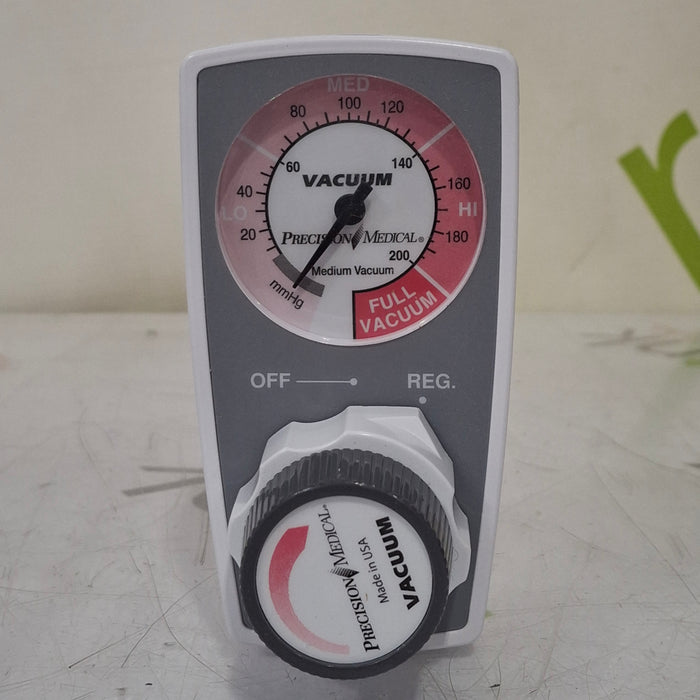 MED
80
100
120
60
VACUUM
140
40
160
LO
HI
20
PRECISION MEDICAL®
180
Medium Vacuum
200
mmHg
FULL
VACUUM
OFF
REG.
PRECISION MEDICAL®
Made in USA
VACUUM